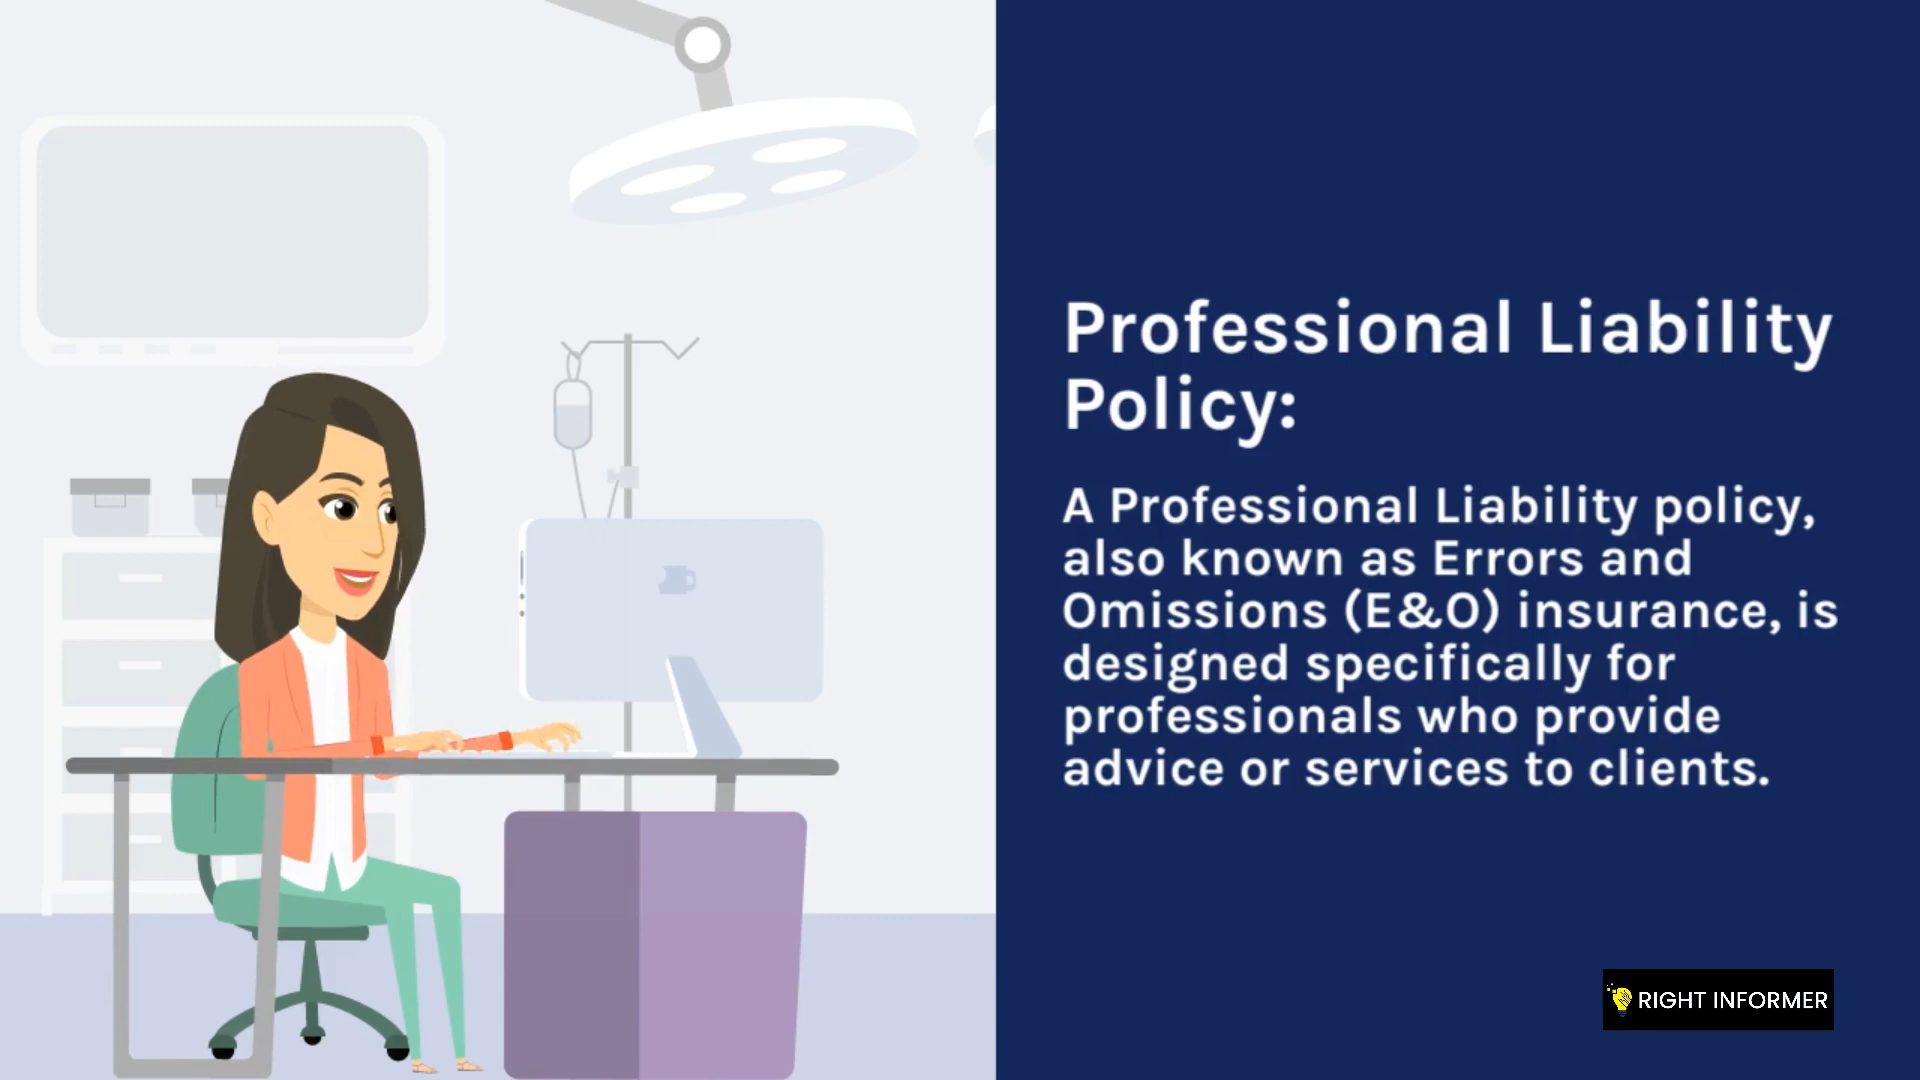 Professional Liability
Policy:
A Professional Liability policy,
also known as Errors and
Omissions (E&O) insurance, is
designed specifically for
professionals who provide
advice or services to clients.
RIGHT INFORMER